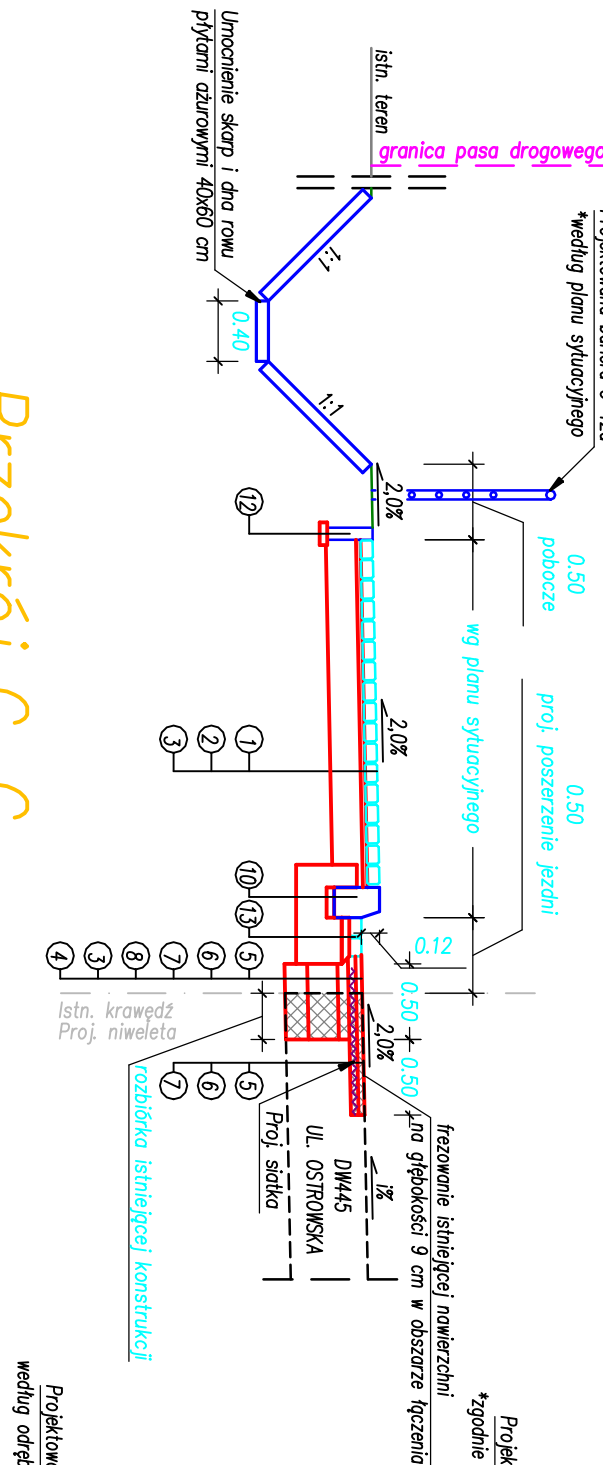 granica pasa drogowego
istn. teren
*według planu sytuacyjnego
Umocnienie skarp i dna rowu
płytami ażurowymi 40x60 cm
1:1
0.40
1:1
2,0%
12
0.50
pobocze
wg planu sytuacyjnego
0.50
proj. poszerzenie jezdni
2,0%
1
2
3
10
13
0.12
5
6
7
8
3
4
Istn. krawędź
Proj. niweleta
0.50
0.50
2,0%
5
6
7
i%
DW445
UL. OSTROWSKA
Proj. siatka
rozbiórka istniejącej konstrukcji
frezowanie istniejącej nawierzchni
na głębokości 9 cm w obszarze łączenia
Przekrój C-C
Projek
*zgodnie
Projektow
według odręb